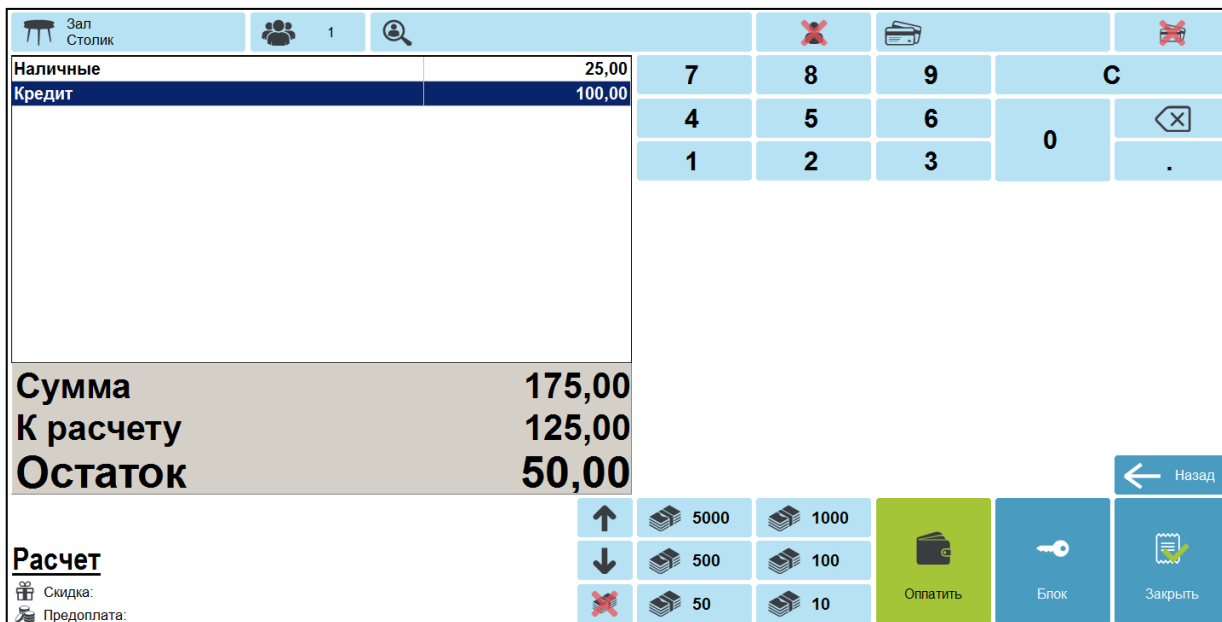 Зал
Столик
1
Наличные 25,00
Кредит 100,00
7 8 9 C
4 5 6
0
1 2 3 .
Сумма 175,00
К расчету 125,00
Остаток 50,00
Назад
5000 1000
Расчет
500 100
Скидка:
50 10
Оплатить Блок Закрыть
Предоплата: